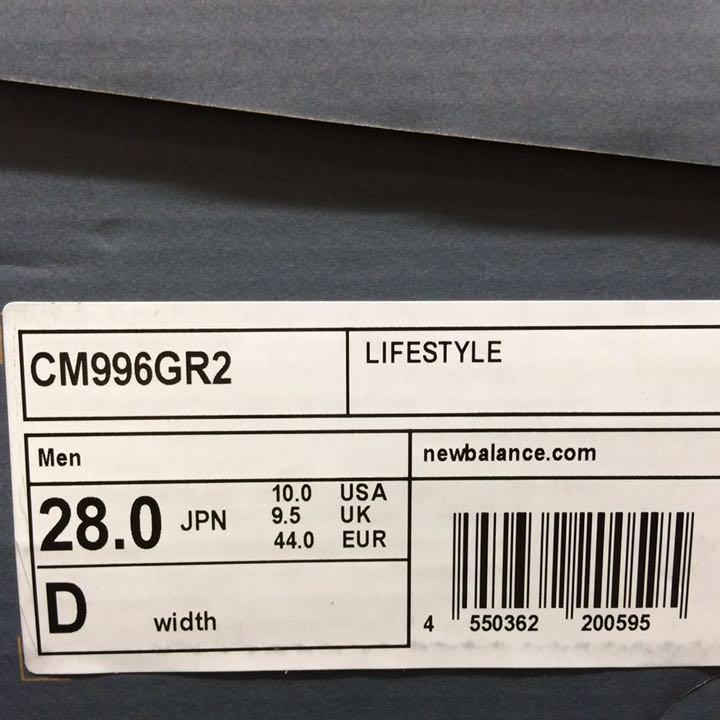 CM996GR2
LIFESTYLE
Men
newbalance.com
28.0 JPN
10.0 USA
9.5 UK
44.0 EUR
D width
4 550362 200595